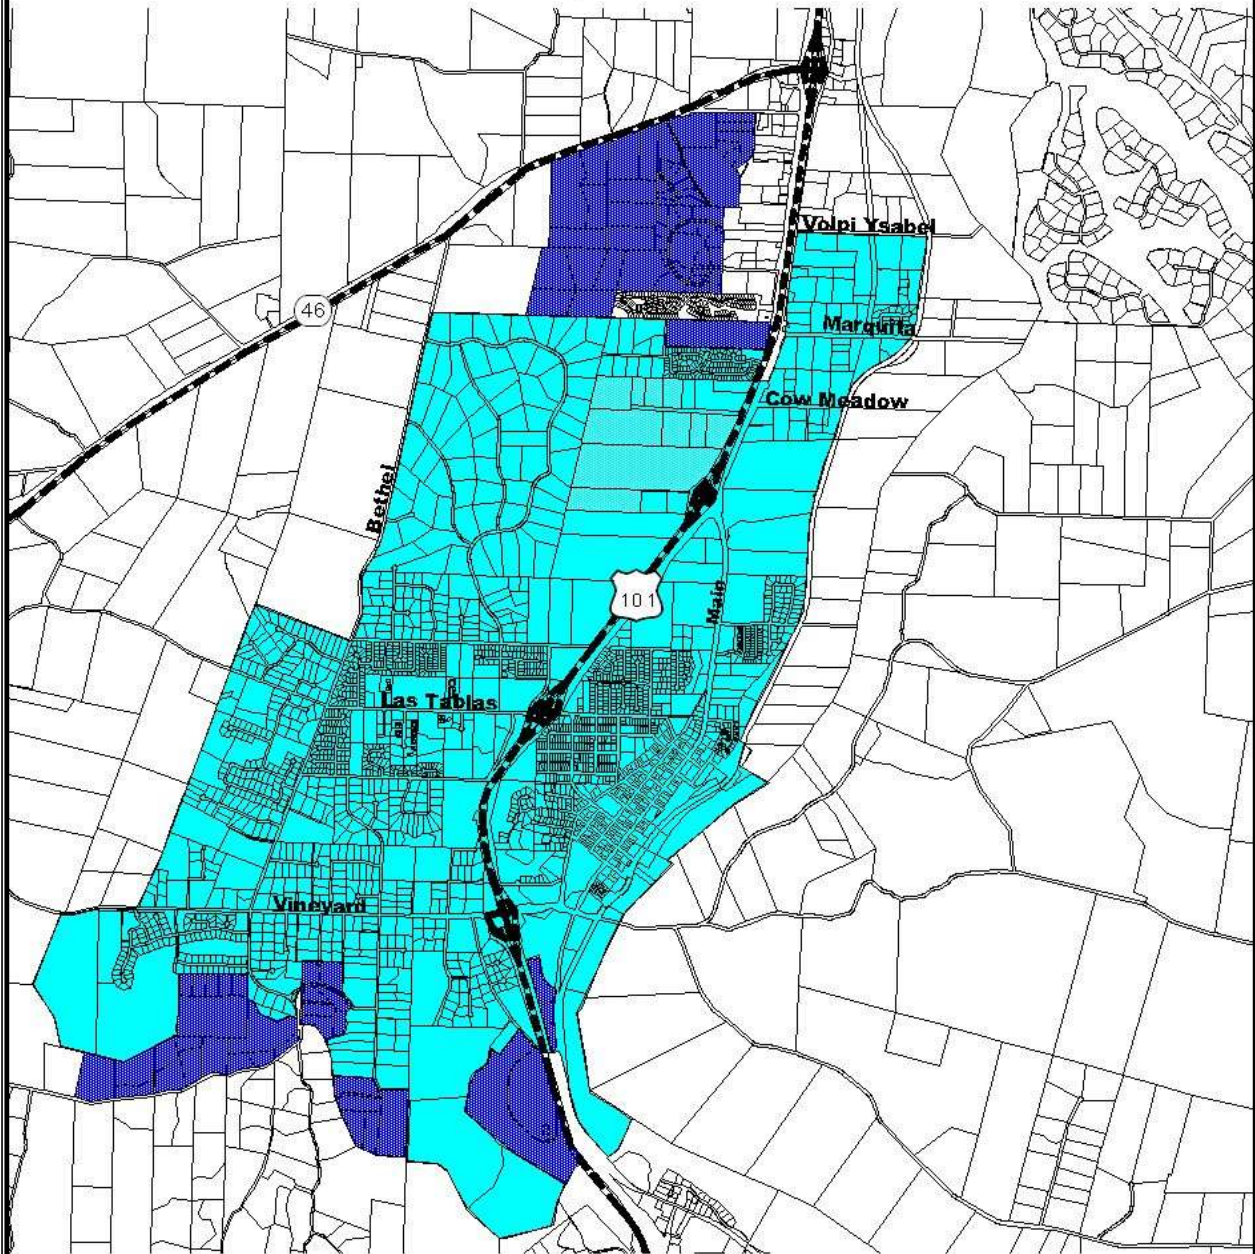 Volpi Ysabel
46
Marquita
Cow Meadow
Bethel
101
Main
Las Tablas
Vineyard